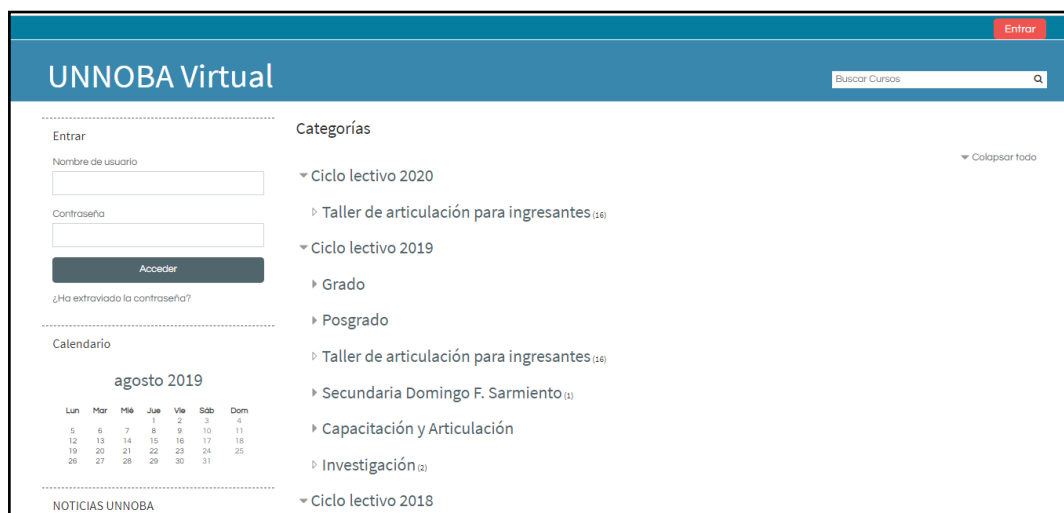 Entrar
UNNOBA Virtual
Buscar Cursos
Entrar
Nombre de usuario
Contraseña
Acceder
¿Ha extraviado la contraseña?
Calendario
agosto 2019
Lun Mar Mié Jue Vie Sáb Dom
1 2 3 4
5 6 7 8 9 10 11
12 13 14 15 16 17 18
19 20 21 22 23 24 25
26 27 28 29 30 31
NOTICIAS UNNOBA
Categorías
Colapsar todo
Ciclo lectivo 2020
Taller de articulación para ingresantes (16)
Ciclo lectivo 2019
Grado
Posgrado
Taller de articulación para ingresantes (16)
Secundaria Domingo F. Sarmiento (1)
Capacitación y Articulación
Investigación (2)
Ciclo lectivo 2018